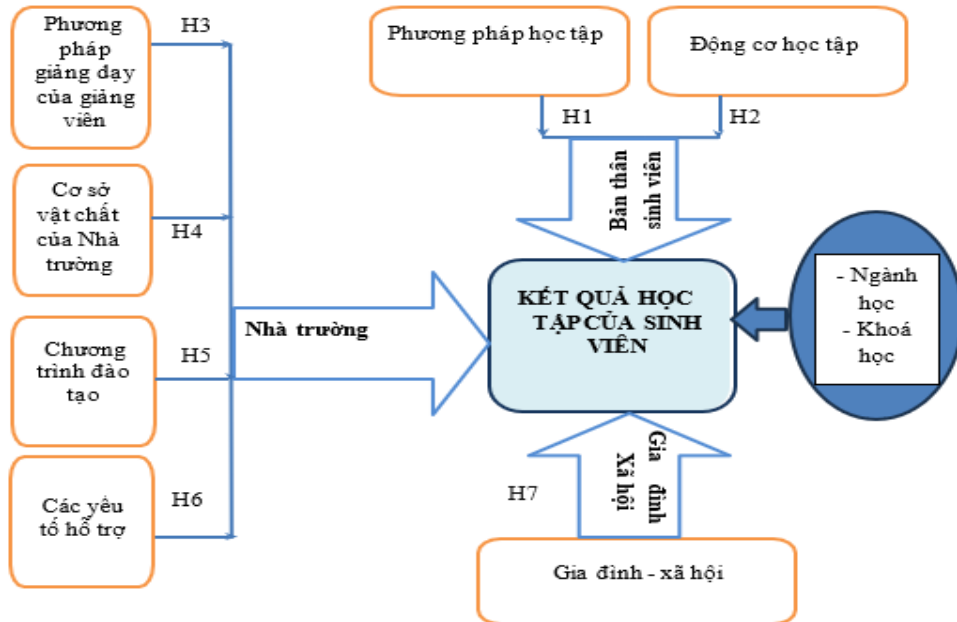 Phương
pháp
giảng dạy
của giảng
viên
H3
Cơ sở
vật chất
của Nhà
trường
H4
Chương
trình đào
tạo
H5
Các yêu
tố hỗ trợ
H6
Nhà trường
Phương pháp học tập
Động cơ học tập
H1
H2
Bản thân
sinh viên
KẾT QUẢ HỌC
TẬP CỦA SINH
VIÊN
- Ngành
học
- Khoá
học
Gia đình
Xã hội
H7
Gia đình - xã hội